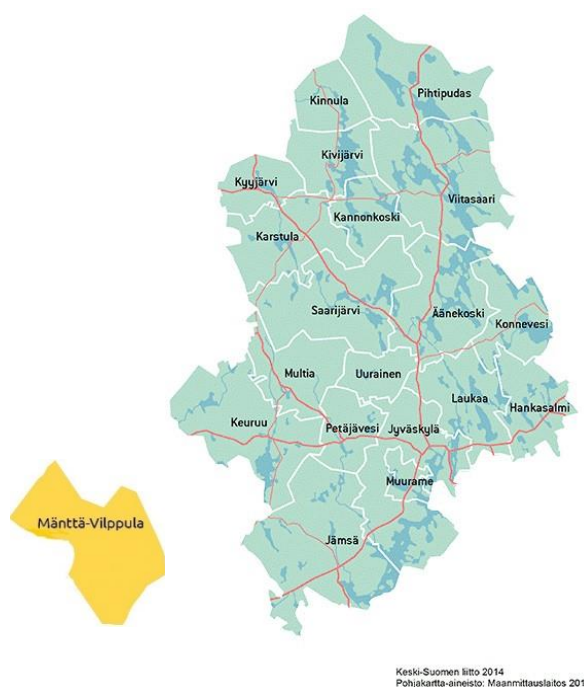 Pihtipudas
Kinnula
Kivijärvi
Kyyjärvi
Viitasaari
Kannonkoski
Karstula
Saarijärvi
Äänekoski
Konnevesi
Multia
Uurainen
Laukaa
Hankasalmi
Keuruu
Petäjävesi
Jyväskylä
Muurame
Mänttä-Vilppula
Jämsä
Keski-Suomen liitto 2014
Pohjakartta-aineisto: Maanmittauslaitos 201